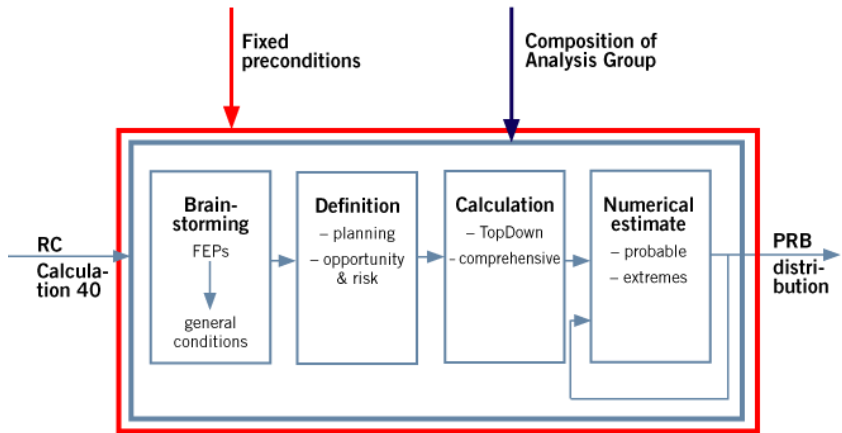 Fixed
preconditions
Composition of
Analysis Group
RC
Calcula-
tion 40
Brain-
storming
FEPs
general
conditions
Definition
– planning
– opportunity
& risk
Calculation
– TopDown
– comprehensive
Numerical
estimate
– probable
– extremes
PRB
distri-
bution